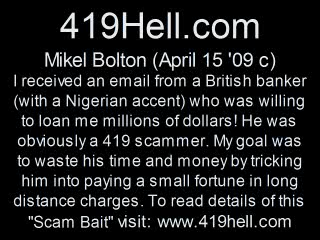 419Hell.com
Mikel Bolton (April 15 '09 c)
I received an email from a British banker
(with a Nigerian accent) who was willing
to loan me millions of dollars! He was
obviously a 419 scammer. My goal was
to waste his time and money by tricking
him into paying a small fortune in long
distance charges. To read details of this
"Scam Bait" visit: www.419hell.com